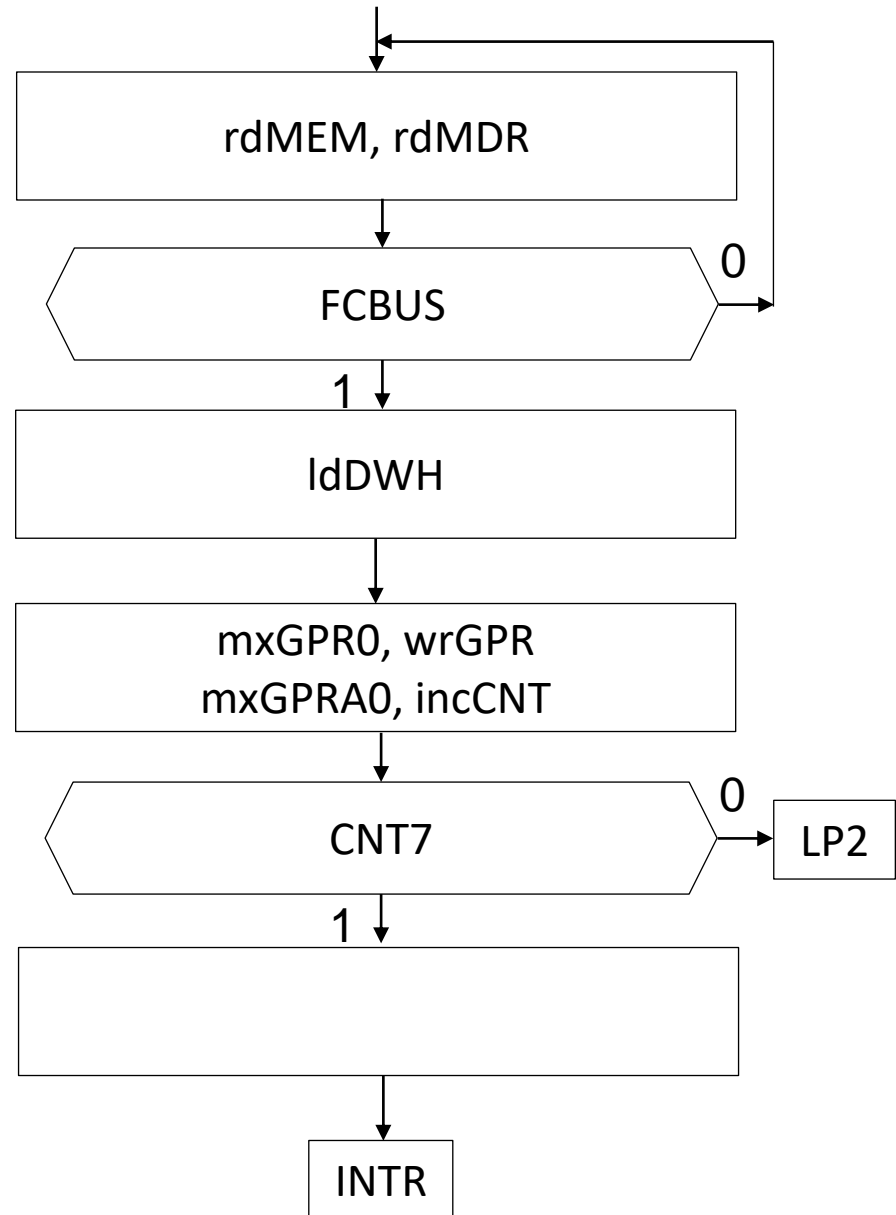 rdMEM, rdMDR
0
FCBUS
1
ldDWH
mxGPR0, wrGPR
mxGPRA0, incCNT
0
CNT7
LP2
1
INTR